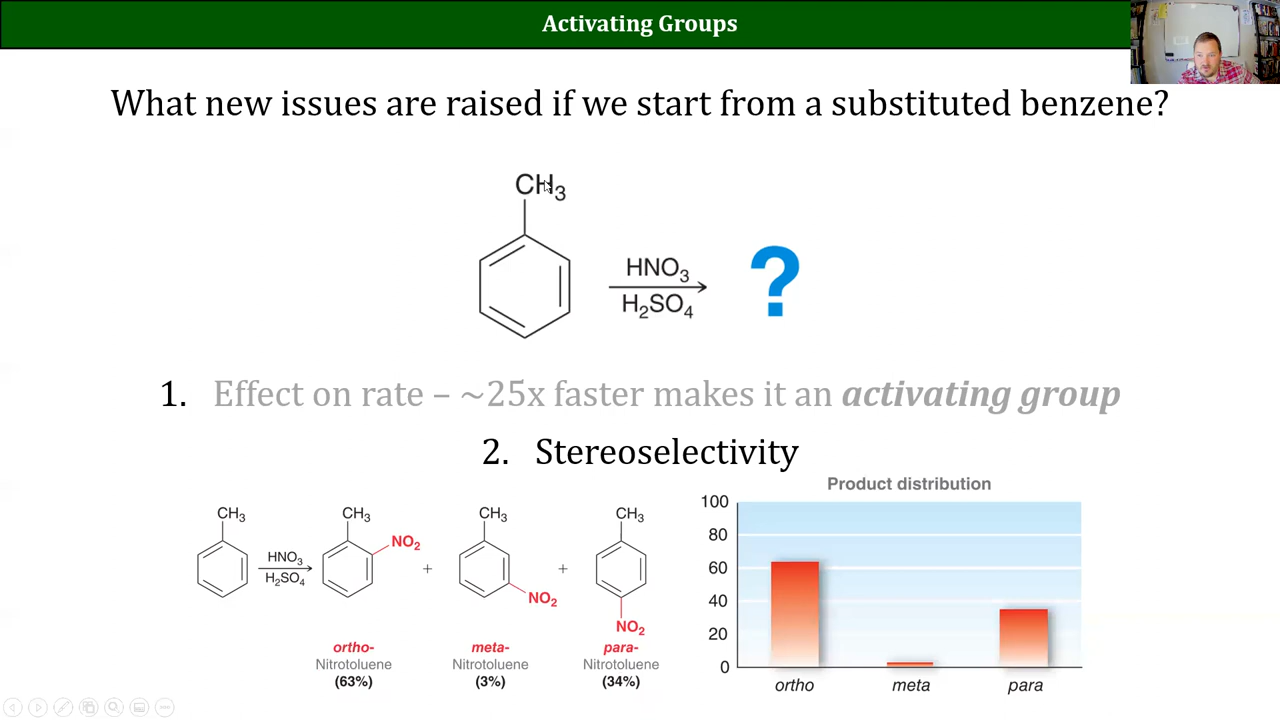 Activating Groups
What new issues are raised if we start from a substituted benzene?
CH3
HNO3
H2SO4
?
1. Effect on rate – ~25x faster makes it an activating group
2. Stereoselectivity
CH3
HNO3
H2SO4
CH3
NO2
+
CH3
NO2
+
CH3
NO2
ortho-
Nitrotoluene
(63%)
meta-
Nitrotoluene
(3%)
para-
Nitrotoluene
(34%)
Product distribution
100
80
60
40
20
0
ortho meta para